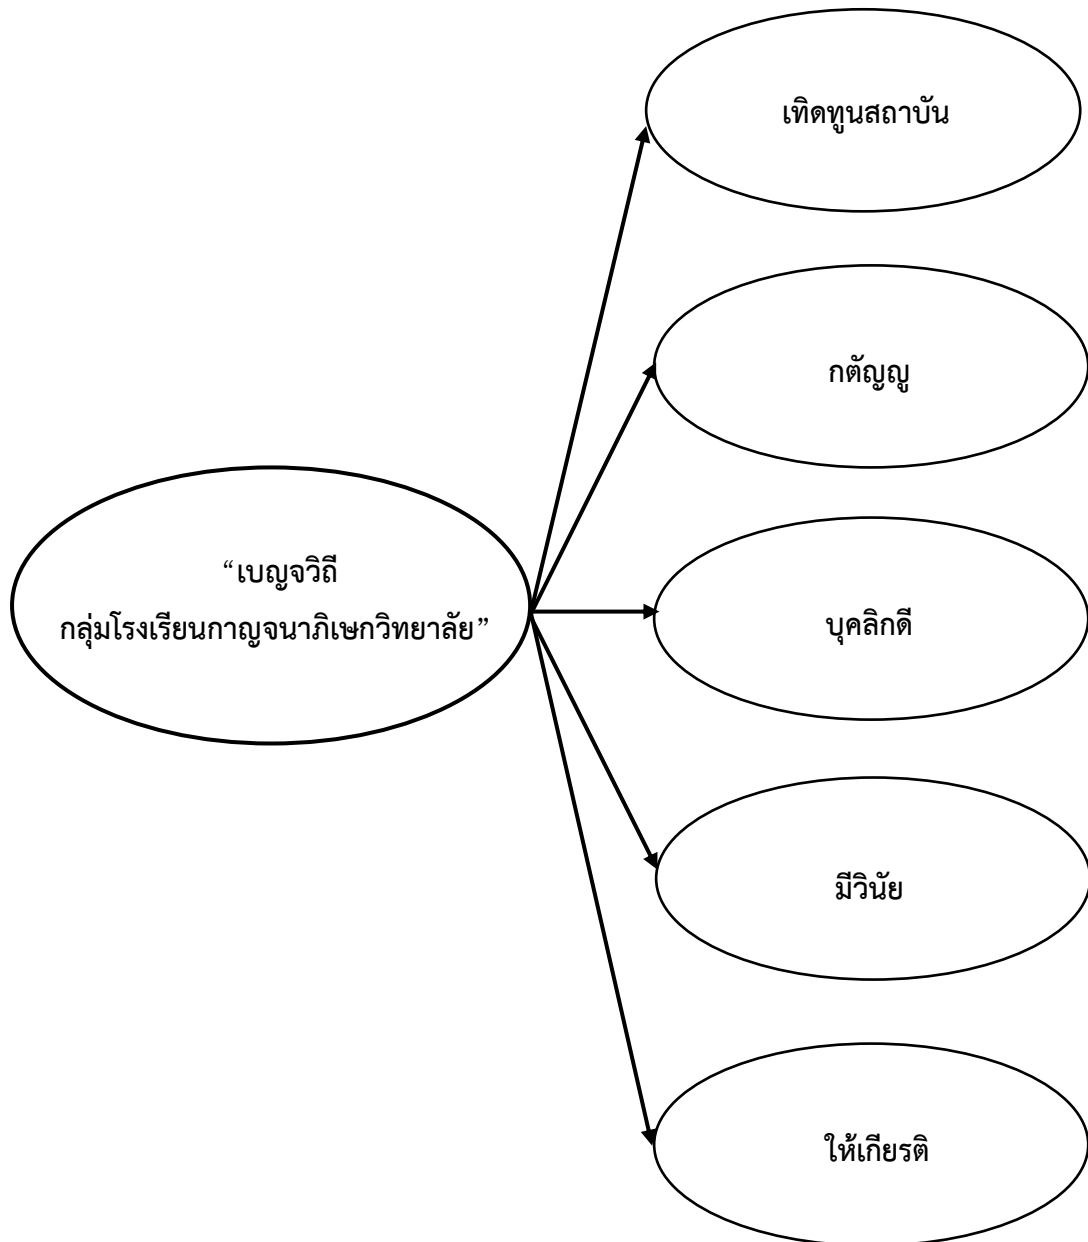 เทิดทูนสถาบัน
กตัญญู
“เบญจวิถี
กลุ่มโรงเรียนกาญจนาภิเษกวิทยาลัย”
บุคลิกดี
มีวินัย
ให้เกียรติ